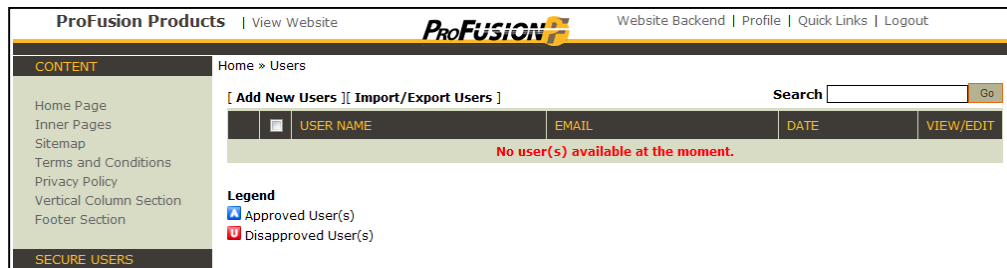 ProFusion Products | View Website PROFUSION Website Backend | Profile | Quick Links | Logout
CONTENT
Home » Users
Home Page
Inner Pages
Sitemap
Terms and Conditions
Privacy Policy
Vertical Column Section
Footer Section
SECURE USERS
[ Add New Users ][ Import/Export Users ] Search Go
USER NAME EMAIL DATE VIEW/EDIT
No user(s) available at the moment.
Legend
A Approved User(s)
U Disapproved User(s)